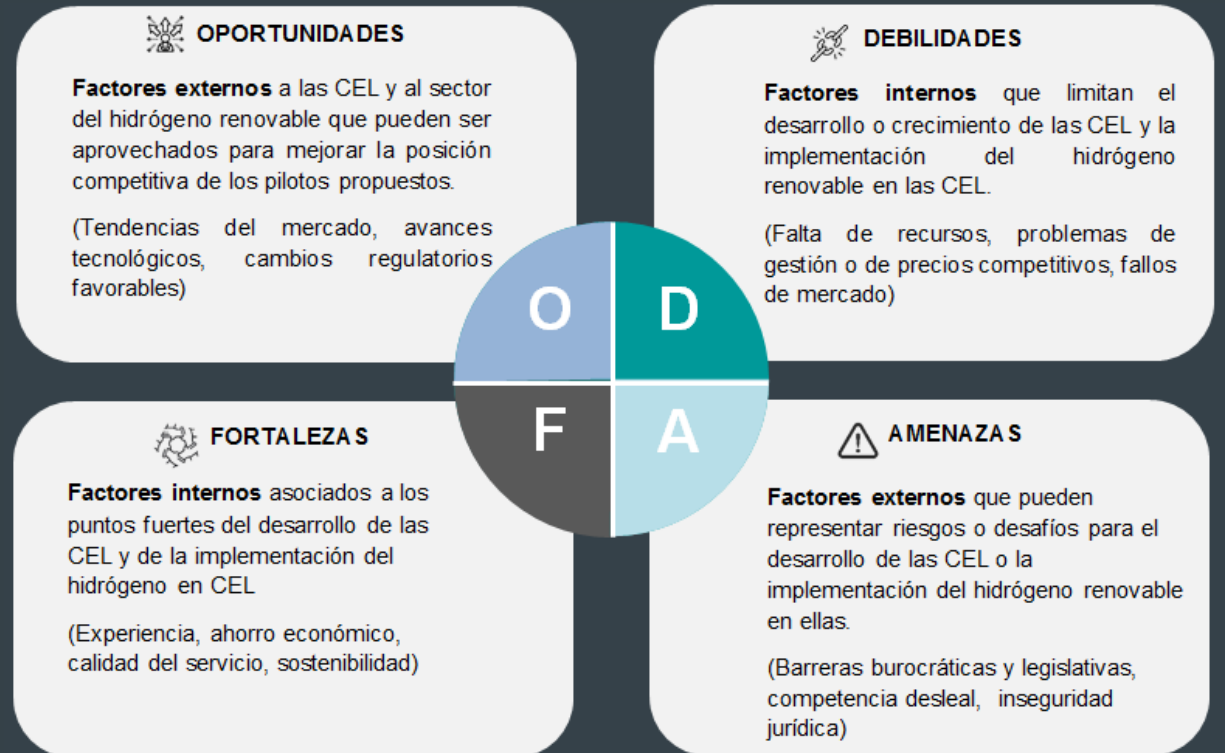 OPORTUNIDADES
Factores externos a las CEL y al sector
del hidrógeno renovable que pueden ser
aprovechados para mejorar la posición
competitiva de los pilotos propuestos.
(Tendencias del mercado, avances
tecnológicos, cambios regulatorios
favorables)
DEBILIDADES
Factores internos que limitan el
desarrollo o crecimiento de las CEL y la
implementación del hidrógeno
renovable en las CEL.
(Falta de recursos, problemas de
gestión o de precios competitivos, fallos
de mercado)
O
D
F
A
FORTALEZAS
Factores internos asociados a los
puntos fuertes del desarrollo de las
CEL y de la implementación del
hidrógeno en CEL
(Experiencia, ahorro económico,
calidad del servicio, sostenibilidad)
AMENAZAS
Factores externos que pueden
representar riesgos o desafíos para el
desarrollo de las CEL o la
implementación del hidrógeno renovable
en ellas.
(Barreras burocráticas y legislativas,
competencia desleal, inseguridad
jurídica)